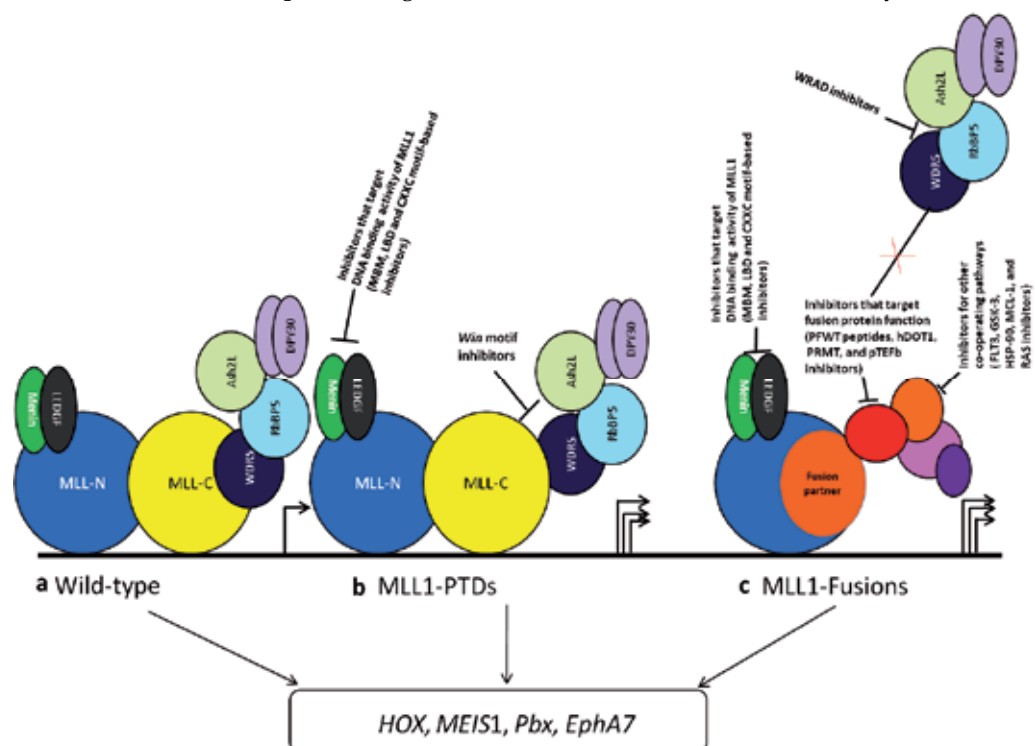 WRAD inhibitors
DPY30
Ash2L
RbBP5
WDR5
Inhibitors that target
DNA binding activity of MLL1
(MBM, LBD and CXXC motif-based
inhibitors)
Inhibitors that target
DNA binding activity of MLL1
(MBM, LBD and CXXC motif-based
inhibitors)
Inhibitors that target
fusion protein function
(PFWT peptides, hDOT1,
PRMT, and pTEFb
inhibitors)
Inhibitors for other
co-operating pathways
( FLT3, GSK-3,
HSP-90, MCL-1, and
RAS inhibitors)
Win motif
inhibitors
Menin
LEDGF
MLL-N
MLL-C
WDR5
RbBP5
Ash2L
DPY30
Menin
LEDGF
MLL-N
MLL-C
WDR5
RbBP5
Ash2L
DPY30
Menin
LEDGF
Fusion
partner
a Wild-type
b MLL1-PTDs
c MLL1-Fusions
HOX, MEIS1, Pbx, EphA7